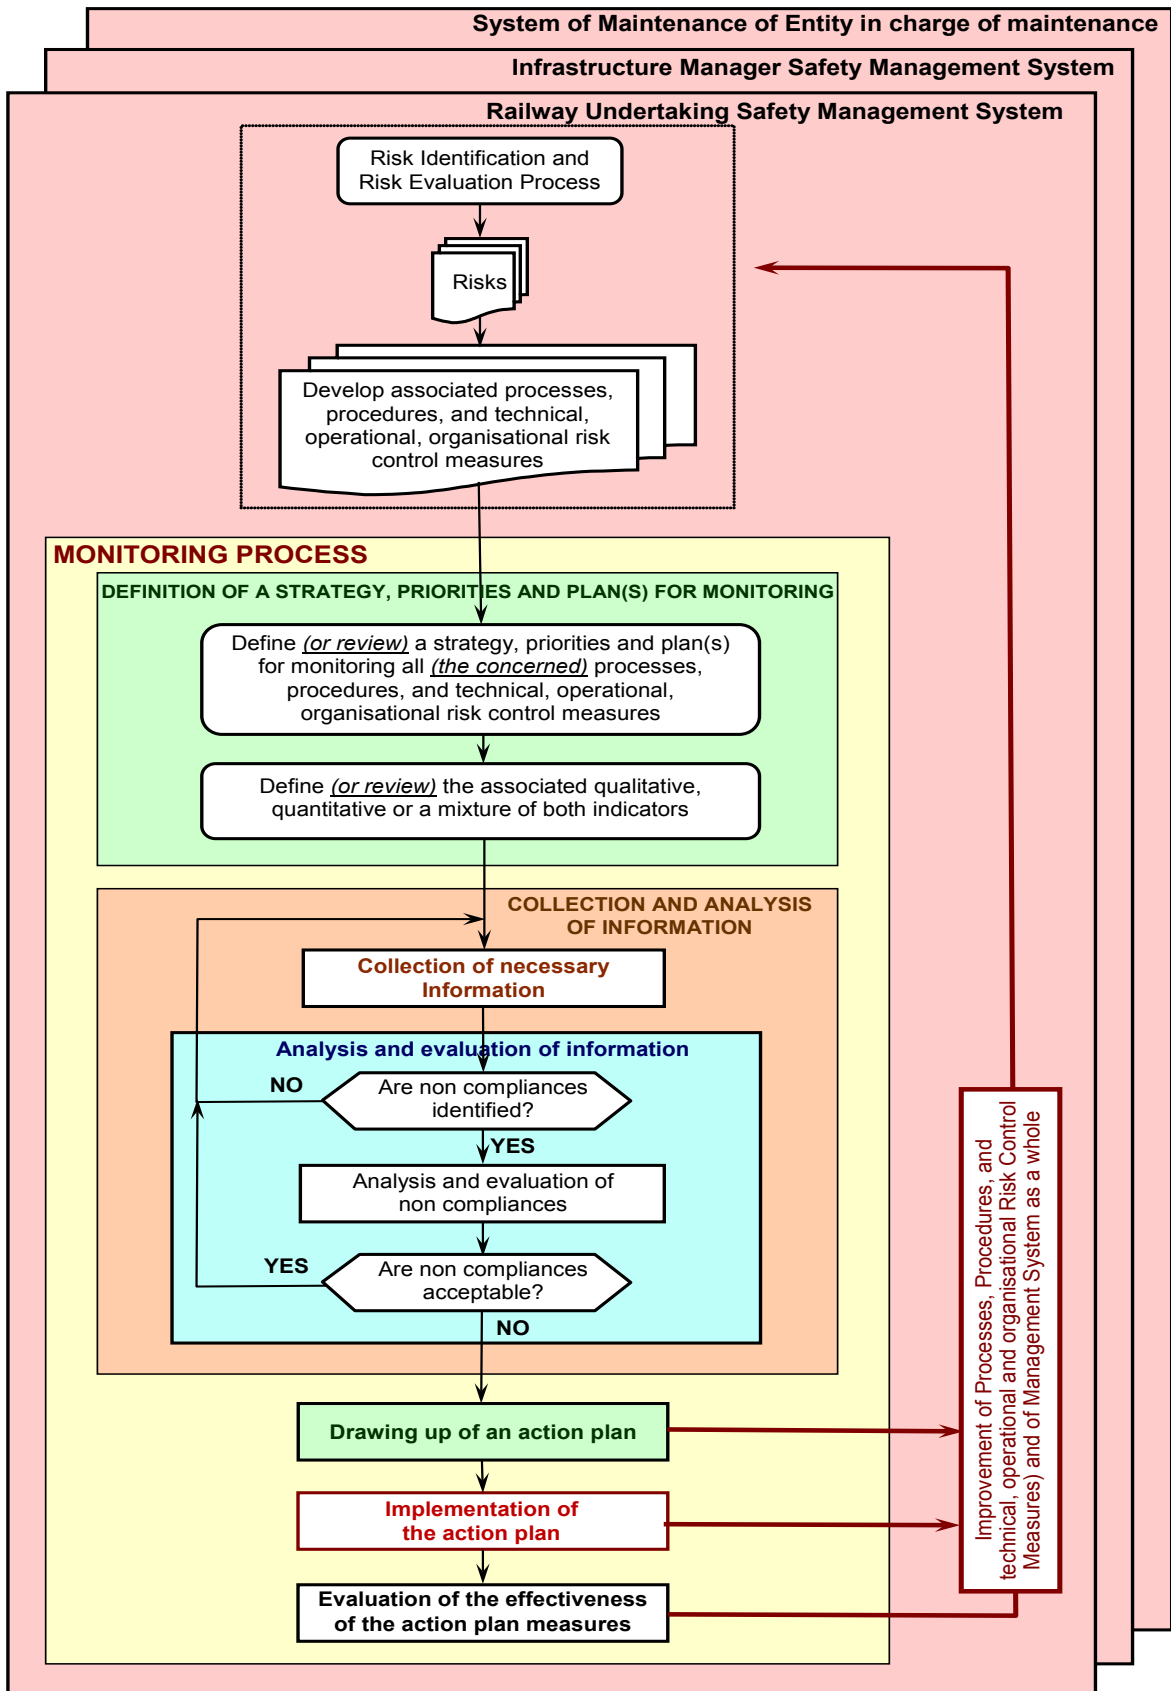 System of Maintenance of Entity in charge of maintenance
Infrastructure Manager Safety Management System
Railway Undertaking Safety Management System
Risk Identification and
Risk Evaluation Process
Risks
Develop associated processes,
procedures, and technical,
operational, organisational risk
control measures
MONITORING PROCESS
DEFINITION OF A STRATEGY, PRIORITIES AND PLAN(S) FOR MONITORING
Define (or review) a strategy, priorities and plan(s)
for monitoring all (the concerned) processes,
procedures, and technical, operational,
organisational risk control measures
Define (or review) the associated qualitative,
quantitative or a mixture of both indicators
COLLECTION AND ANALYSIS
OF INFORMATION
Collection of necessary
Information
Analysis and evaluation of information
NO
Are non compliances
identified?
YES
Analysis and evaluation of
non compliances
YES
Are non compliances
acceptable?
NO
Drawing up of an action plan
Implementation of
the action plan
Evaluation of the effectiveness
of the action plan measures
Improvement of Processes, Procedures, and
technical, operational and organisational Risk Control
Measures) and of Management System as a whole